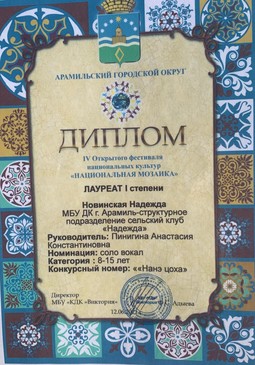 АРАМИЛЬСКИЙ ГОРОДСКОЙ ОКРУГ
ДИПЛОМ
IV Открытого фестиваля
национальных культур
«НАЦИОНАЛЬНАЯ МОЗАИКА»
ЛАУРЕАТ I степени
Новинская Надежда
МБУ ДК г. Арамиль-структурное
подразделение сельский клуб
«Надежда»
Руководитель: Пинигина Анастасия
Константиновна
Номинация: соло вокал
Категория : 8-15 лет
Конкурсный номер: ««Нанэ цоха»
Директор
МБУ «КДК «Виктория»
12.06